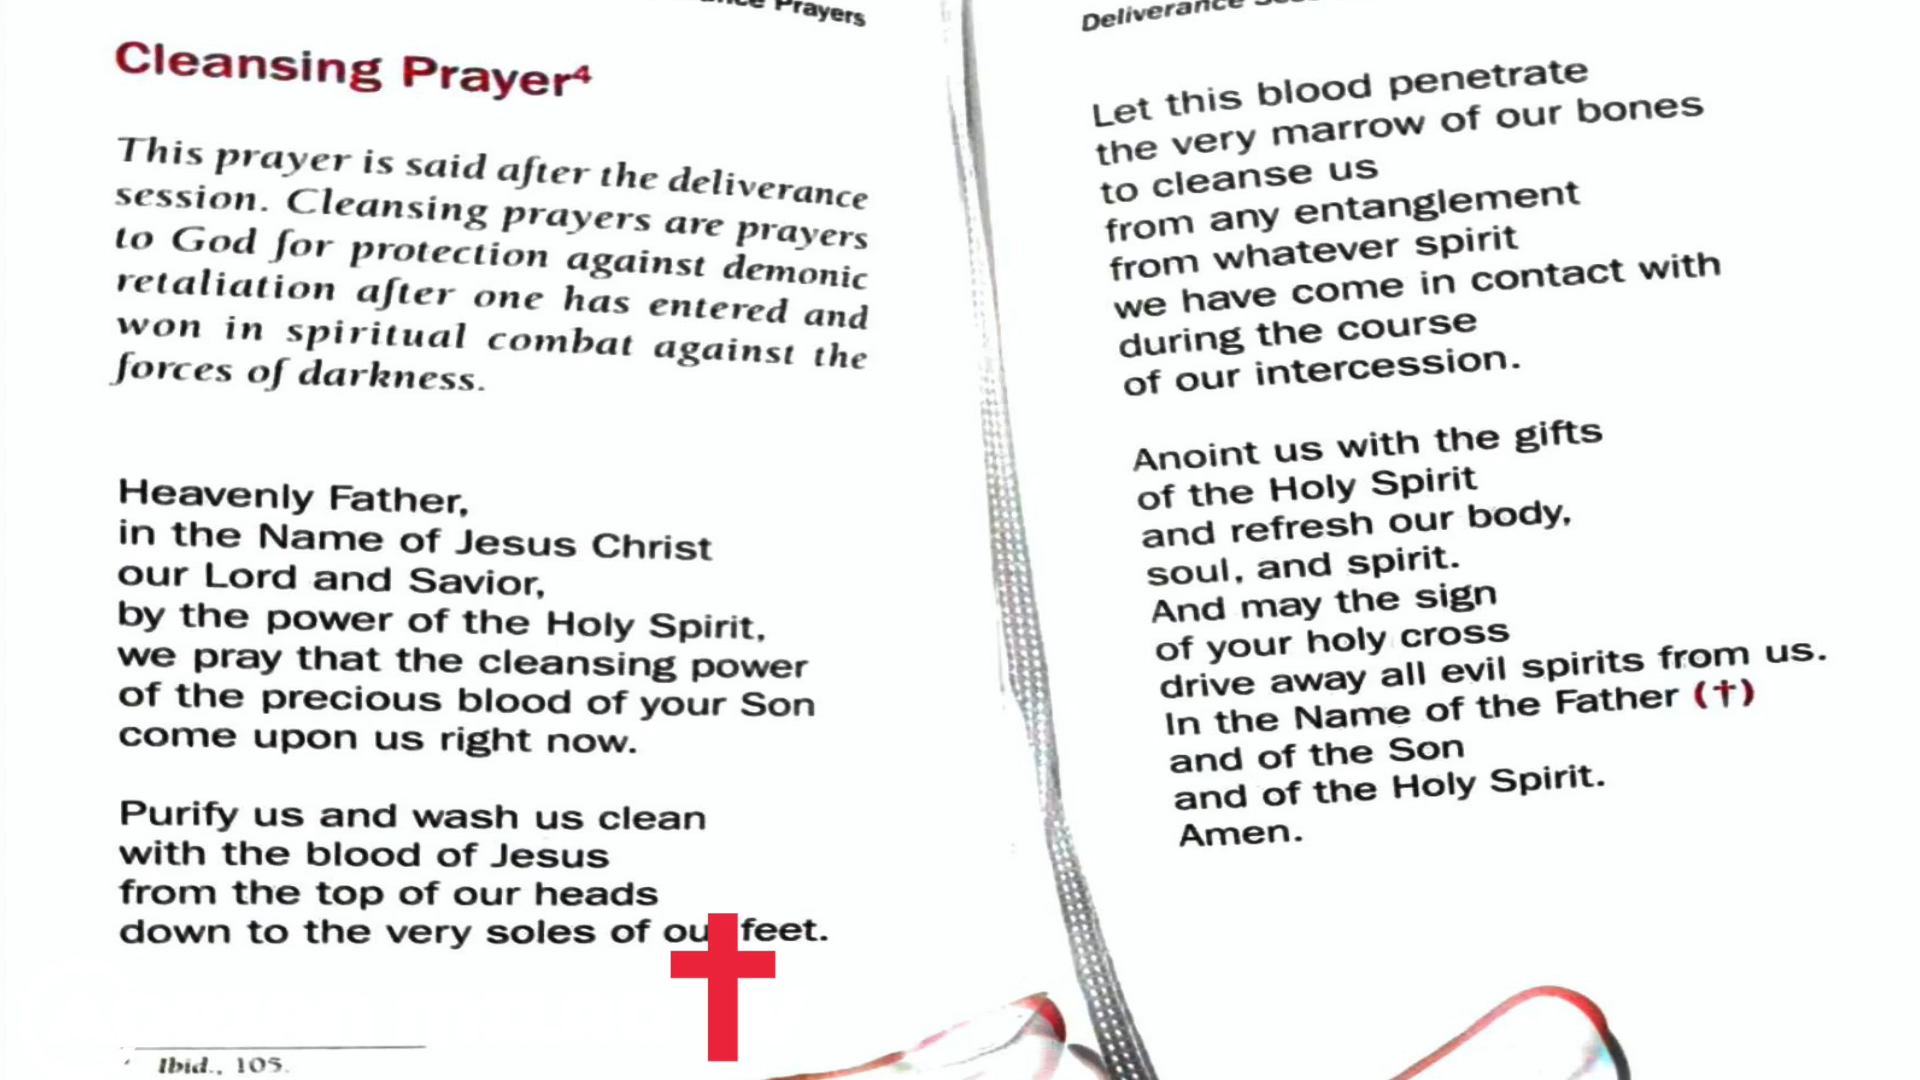 Prayers
Cleansing Prayer⁴
This prayer is said after the deliverance
session. Cleansing prayers are prayers
to God for protection against demonic
retaliation after one has entered and
won in spiritual combat against the
forces of darkness.
Heavenly Father,
in the Name of Jesus Christ
our Lord and Savior,
by the power of the Holy Spirit,
we pray that the cleansing power
of the precious blood of your Son
come upon us right now.
Purify us and wash us clean
with the blood of Jesus
from the top of our heads
down to the very soles of ou feet.
Ibid., 105.
Deliverance
Let this blood penetrate
the very marrow of our bones
to cleanse us
from any entanglement
from whatever spirit
we have come in contact with
during the course
of our intercession.
Anoint us with the gifts
of the Holy Spirit
and refresh our body,
soul, and spirit.
And may the sign
of your holy cross
drive away all evil spirits from us.
In the Name of the Father (†)
and of the Son
and of the Holy Spirit.
Amen.